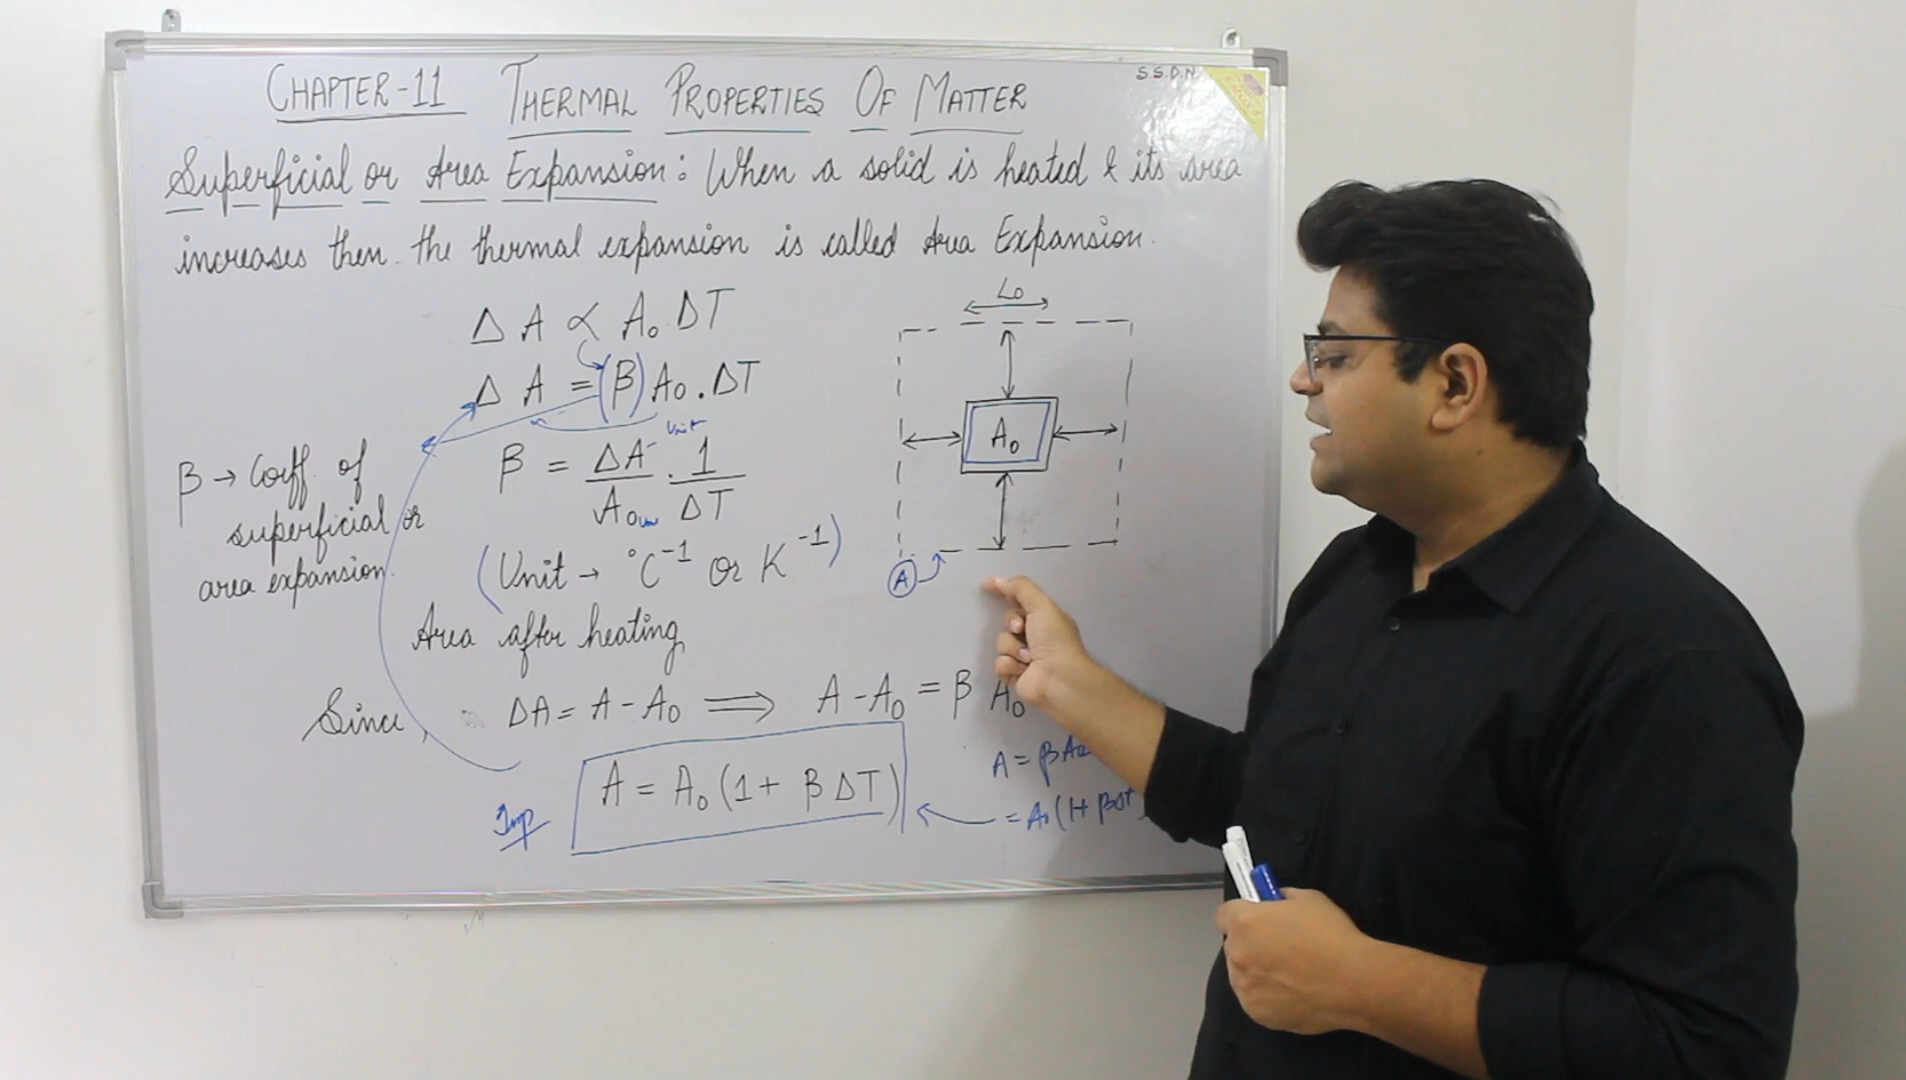 CHAPTER-11 THERMAL PROPERTIES OF MATTER
S.S.D.N
Superficial or Area Expansion: When a solid is heated & its area
increases then the thermal expansion is called Area Expansion.
Δ A ∝ A₀ ΔT
Δ A = (β) A₀ . ΔT
β = ΔA/A₀ . 1/ΔT
Unit
β → Coeff. of
superficial or
area expansion.
(Unit → °C⁻¹ Or K⁻¹)
L₀
A₀
A
Area after heating,
Since, ΔA = A - A₀ ⟹ A - A₀ = β A₀
A = A₀ (1 + β ΔT)
Imp
A = βA₀
= A₀ (1+ βΔt